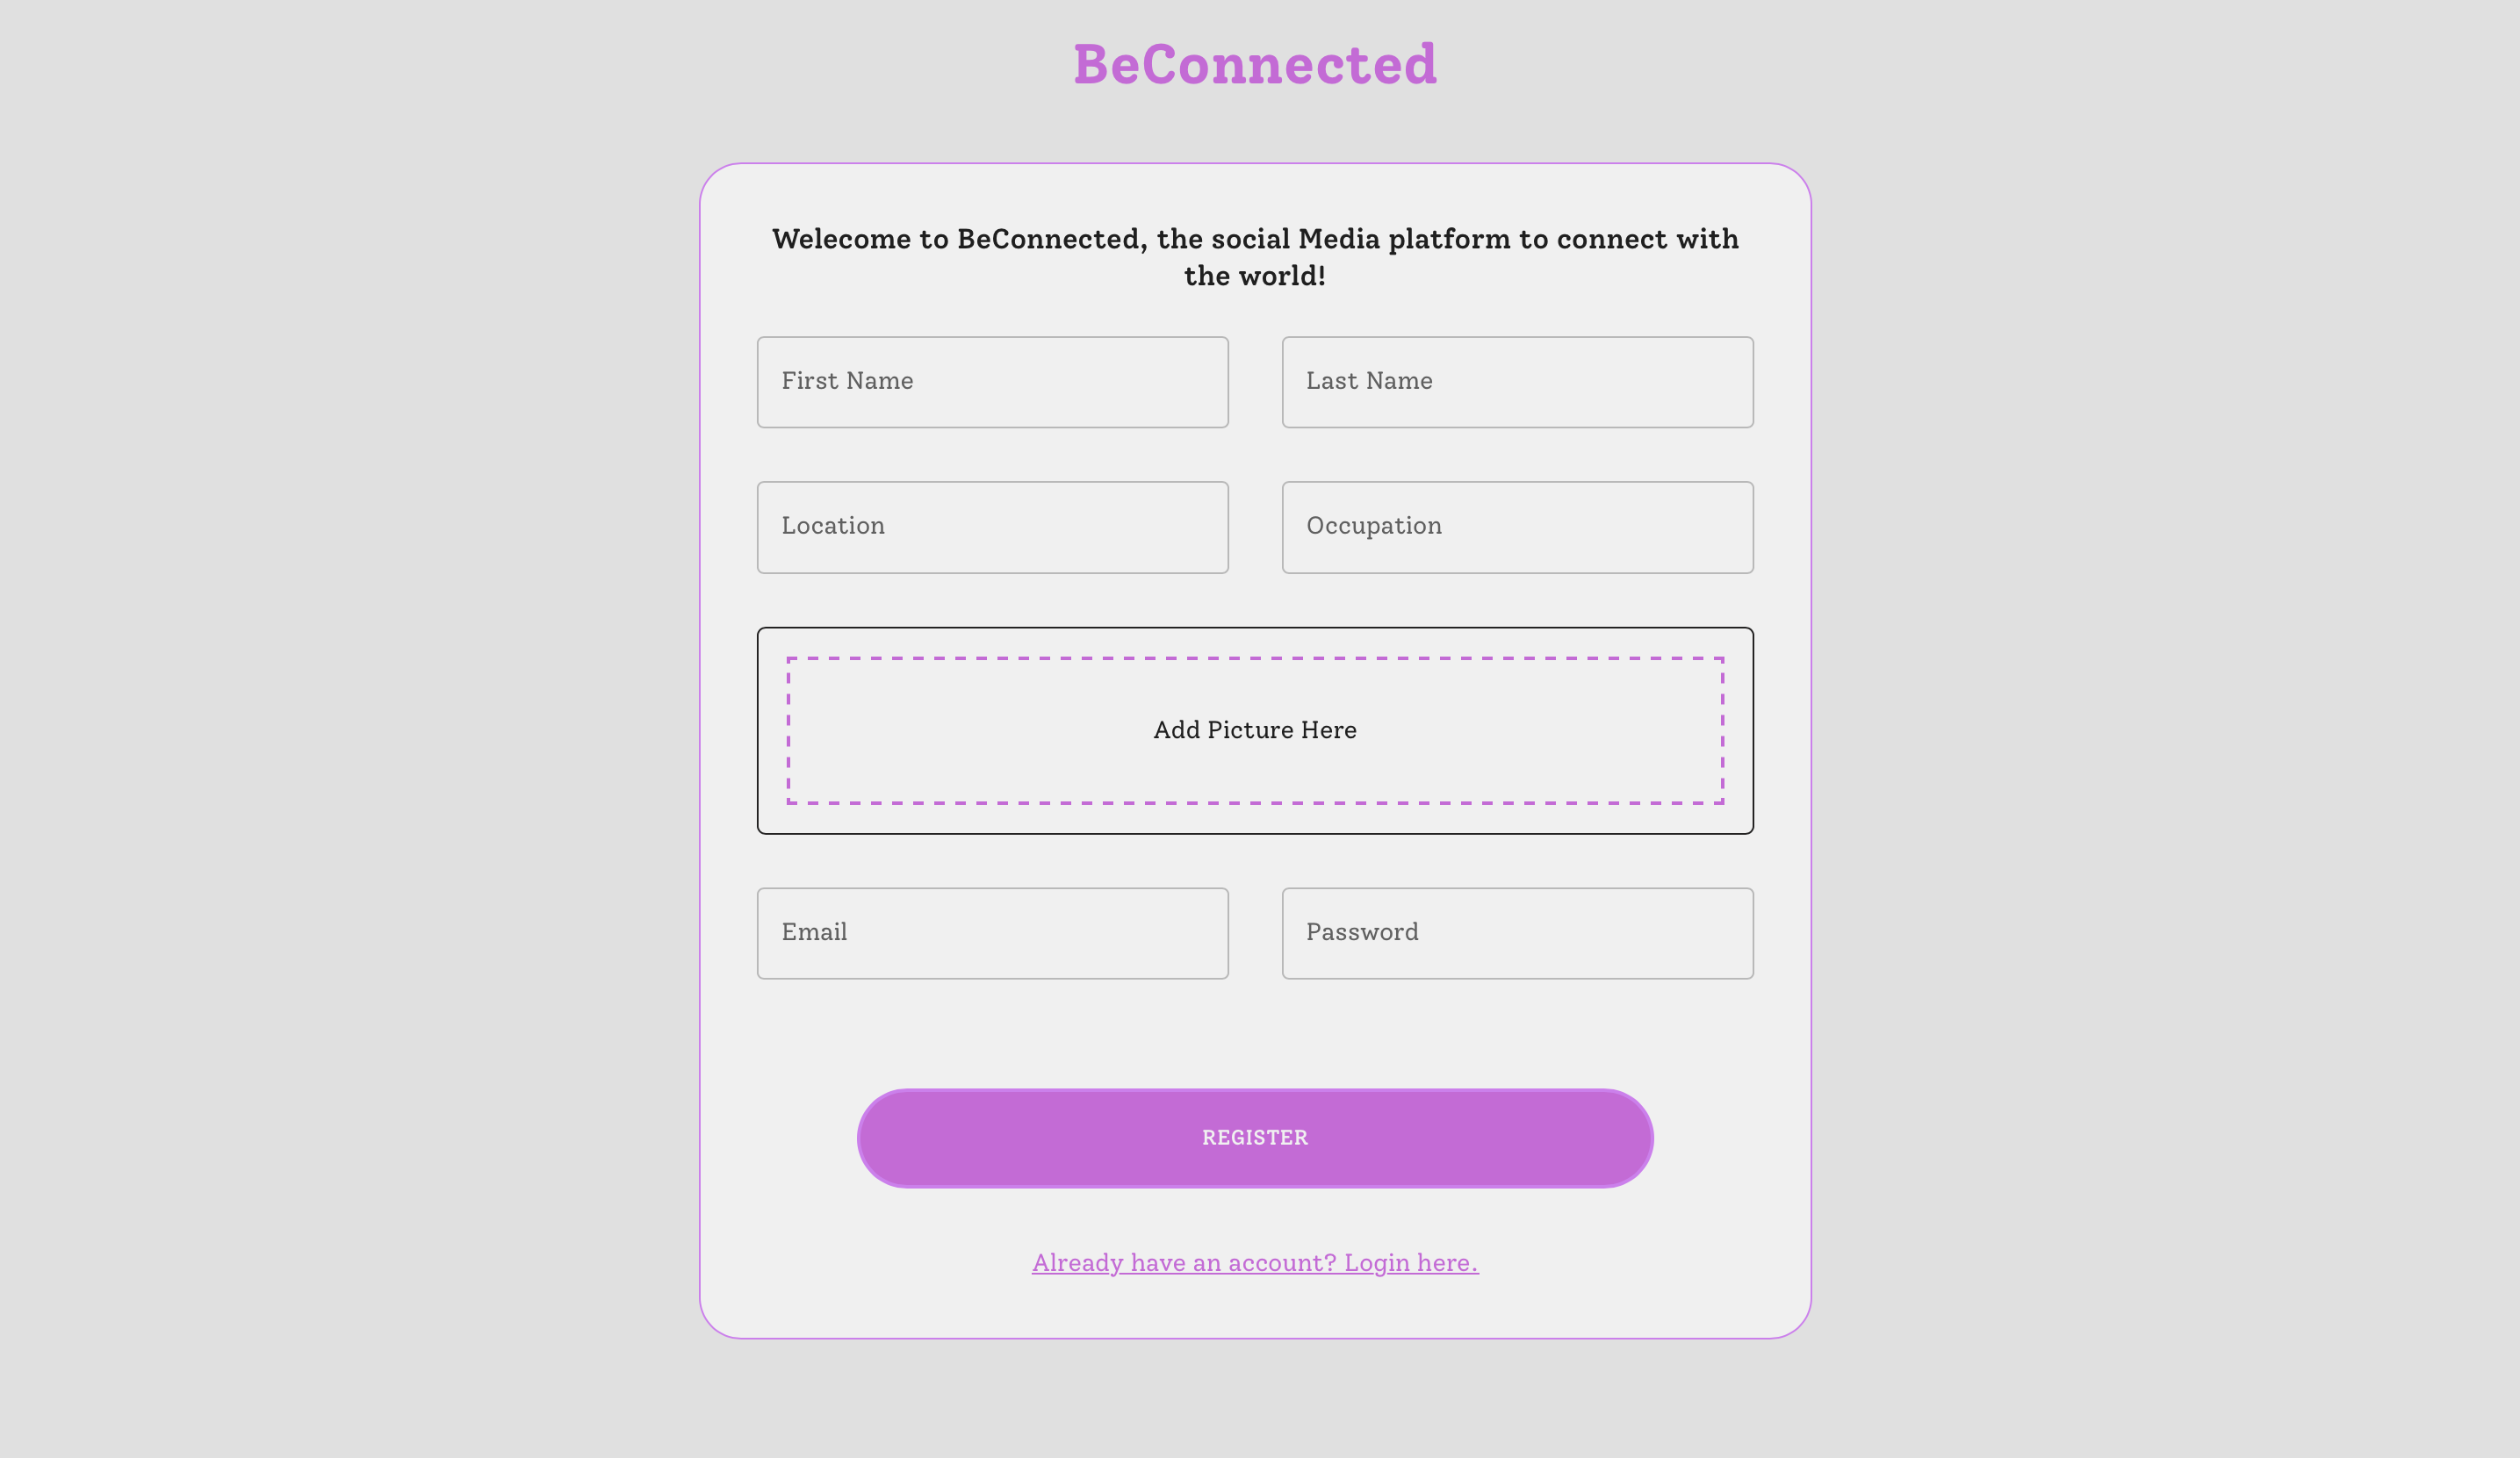 BeConnected
Welecome to BeConnected, the social Media platform to connect with
the world!
First Name
Last Name
Location
Occupation
Add Picture Here
Email
Password
REGISTER
Already have an account? Login here.